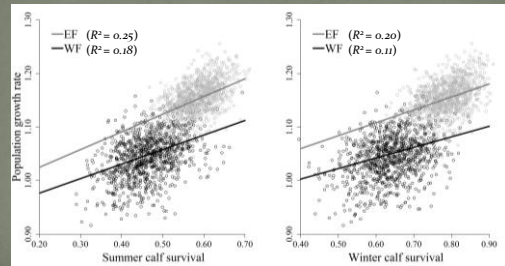 EF (R² = 0.25)
WF (R² = 0.18)
Population growth rate
1.30
1.20
1.10
1.00
0.90
0.20 0.30 0.40 0.50 0.60 0.70
Summer calf survival
EF (R² = 0.20)
WF (R² = 0.11)
1.30
1.20
1.10
1.00
0.90
0.40 0.50 0.60 0.70 0.80 0.90
Winter calf survival